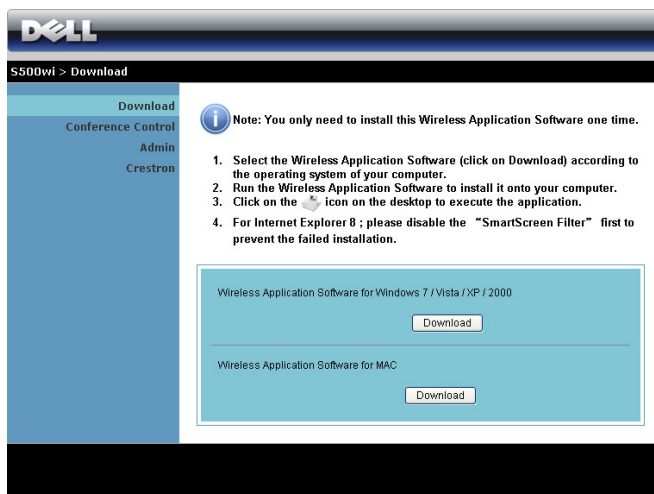 DELL
S500wi > Download
Download
Conference Control
Admin
Crestron
Note: You only need to install this Wireless Application Software one time.
1. Select the Wireless Application Software (click on Download) according to
the operating system of your computer.
2. Run the Wireless Application Software to install it onto your computer.
3. Click on the icon on the desktop to execute the application.
4. For Internet Explorer 8 ; please disable the “SmartScreen Filter” first to
prevent the failed installation.
Wireless Application Software for Windows 7 / Vista / XP / 2000
Download
Wireless Application Software for MAC
Download